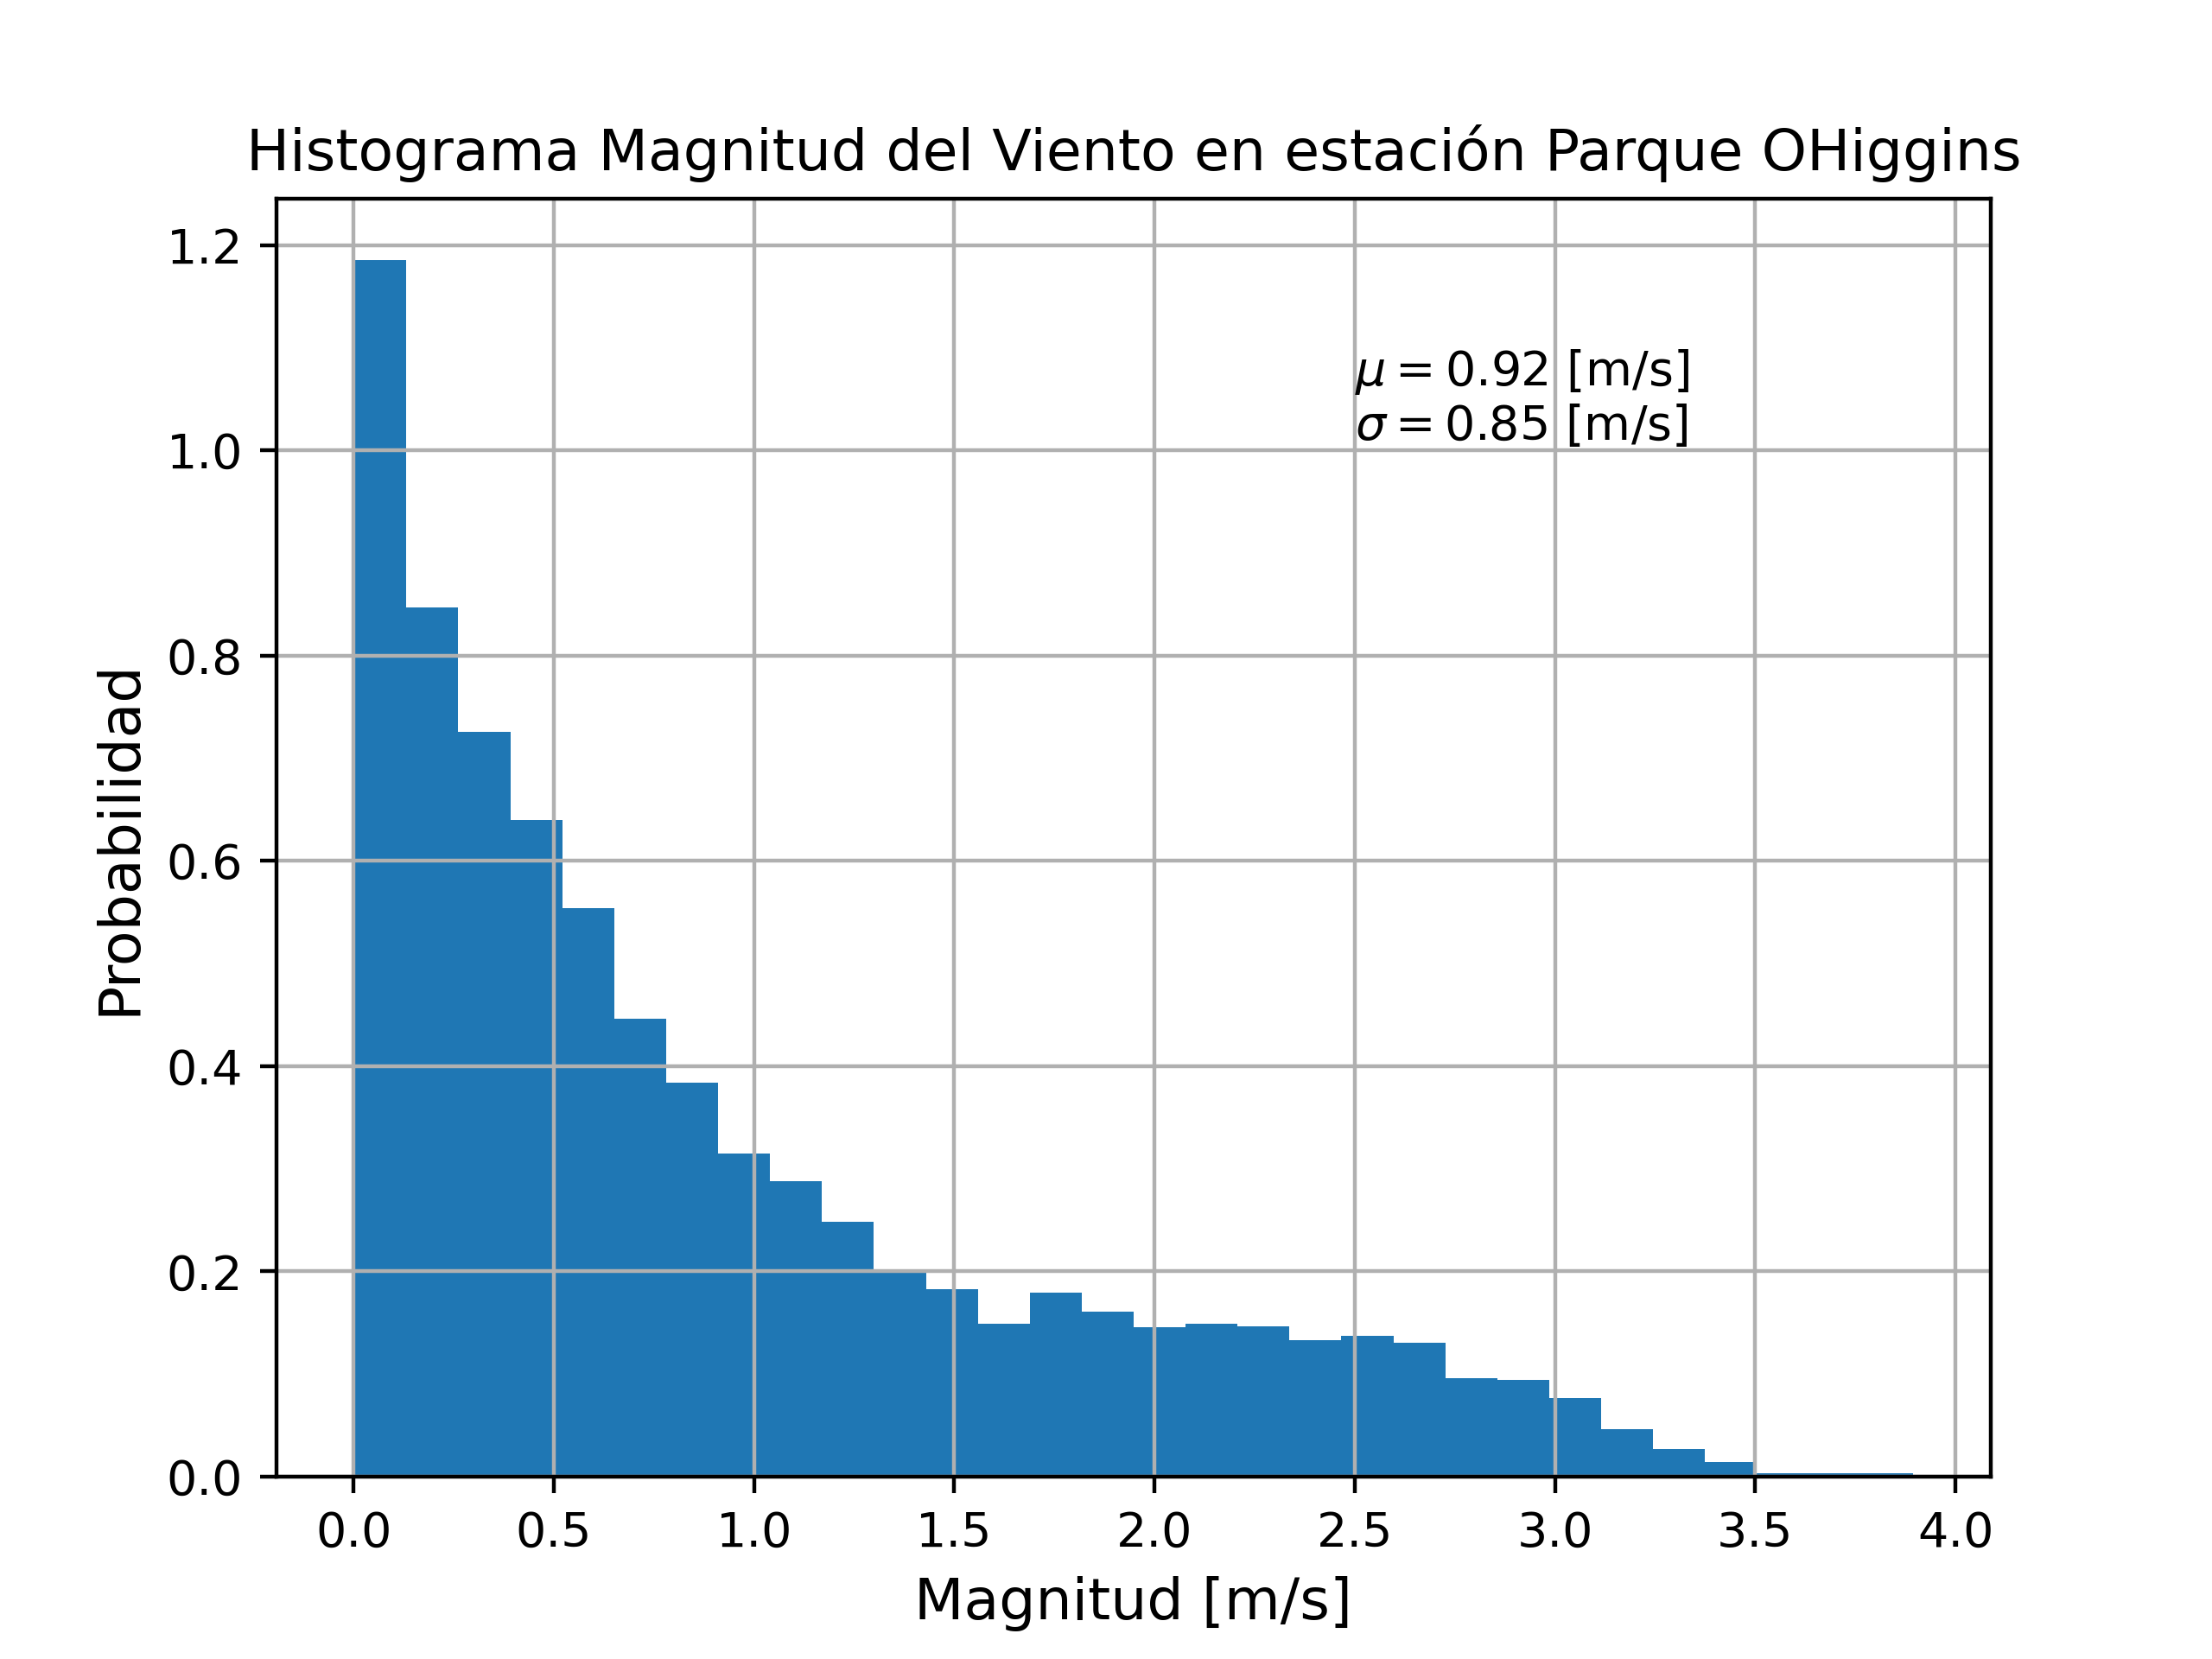 Histograma Magnitud del Viento en estación Parque OHiggins
1.2
1.0
0.8
0.6
0.4
0.2
0.0
Probabilidad
μ = 0.92 [m/s]
σ = 0.85 [m/s]
0.0 0.5 1.0 1.5 2.0 2.5 3.0 3.5 4.0
Magnitud [m/s]